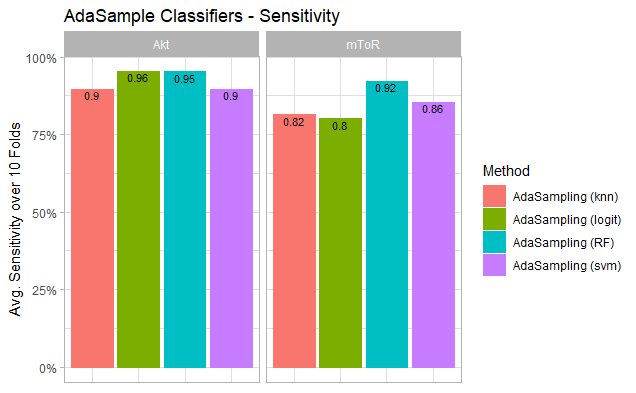 AdaSample Classifiers - Sensitivity
Akt
mToR
100%
75%
50%
25%
0%
Avg. Sensitivity over 10 Folds
0.9
0.96
0.95
0.9
0.82
0.8
0.92
0.86
Method
AdaSampling (knn)
AdaSampling (logit)
AdaSampling (RF)
AdaSampling (svm)